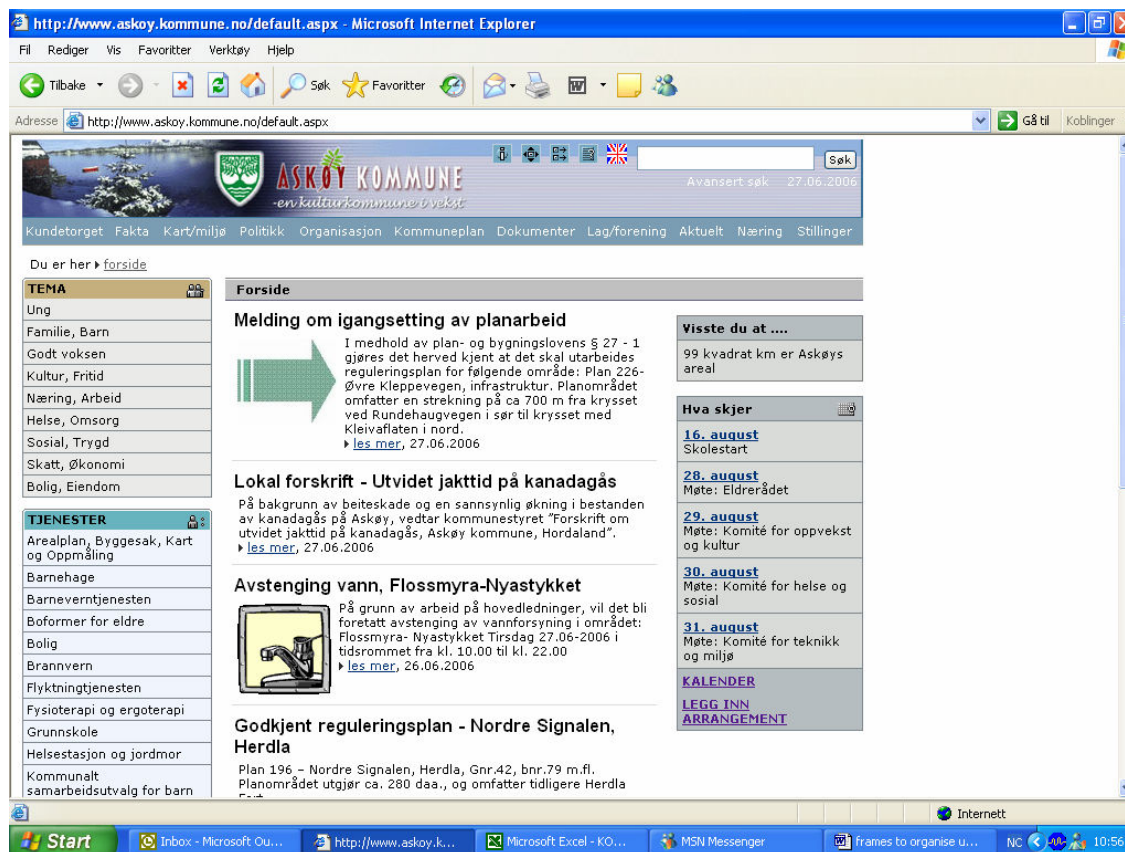 http://www.askoy.kommune.no/default.aspx - Microsoft Internet Explorer
Fil Rediger Vis Favoritter Verktøy Hjelp
Tilbake Søk Favoritter
Adresse http://www.askoy.kommune.no/default.aspx Gå til Koblinger
ASKØY KOMMUNE
-en kulturkommune i vekst
Søk
Avansert søk 27.06.2006
Kundetorget Fakta Kart/miljø Politikk Organisasjon Kommuneplan Dokumenter Lag/forening Aktuelt Næring Stillinger
Du er her forside
TEMA
Ung
Familie, Barn
Godt voksen
Kultur, Fritid
Næring, Arbeid
Helse, Omsorg
Sosial, Trygd
Skatt, Økonomi
Bolig, Eiendom
TJENESTER
Arealplan, Byggesak, Kart
og Oppmåling
Barnehage
Barneverntjenesten
Boformer for eldre
Bolig
Brannvern
Flyktningtjenesten
Fysioterapi og ergoterapi
Grunnskole
Helsestasjon og jordmor
Kommunalt
samarbeidsutvalg for barn
Forside
Melding om igangsetting av planarbeid
I medhold av plan- og bygningslovens § 27 - 1
gjøres det herved kjent at det skal utarbeides
reguleringsplan for følgende område: Plan 226-
Øvre Kleppevegen, infrastruktur. Planområdet
omfatter en strekning på ca 700 m fra krysset
ved Rundehaugvegen i sør til krysset med
Kleivaflaten i nord.
les mer, 27.06.2006
Lokal forskrift - Utvidet jakttid på kanadagås
På bakgrunn av beiteskade og en sannsynlig økning i bestanden
av kanadagås på Askøy, vedtar kommunestyret "Forskrift om
utvidet jakttid på kanadagås, Askøy kommune, Hordaland".
les mer, 27.06.2006
Avstenging vann, Flossmyra-Nyastykket
På grunn av arbeid på hovedledninger, vil det bli
foretatt avstenging av vannforsyning i området:
Flossmyra- Nyastykket Tirsdag 27.06-2006 i
tidsrommet fra kl. 10.00 til kl. 22.00
les mer, 26.06.2006
Godkjent reguleringsplan - Nordre Signalen,
Herdla
Plan 196 – Nordre Signalen, Herdla, Gnr.42, bnr.79 m.fl.
Planområdet utgjør ca. 280 daa., og omfatter tidligere Herdla
Visste du at ....
99 kvadrat km er Askøys
areal
Hva skjer
16. august
Skolestart
28. august
Møte: Eldrerådet
29. august
Møte: Komité for oppvekst
og kultur
30. august
Møte: Komité for helse og
sosial
31. august
Møte: Komité for teknikk
og miljø
KALENDER
LEGG INN
ARRANGEMENT
Internett
Start Inbox - Microsoft Ou... http://www.askoy.k... Microsoft Excel - KO... MSN Messenger frames to organise u... NC 10:56